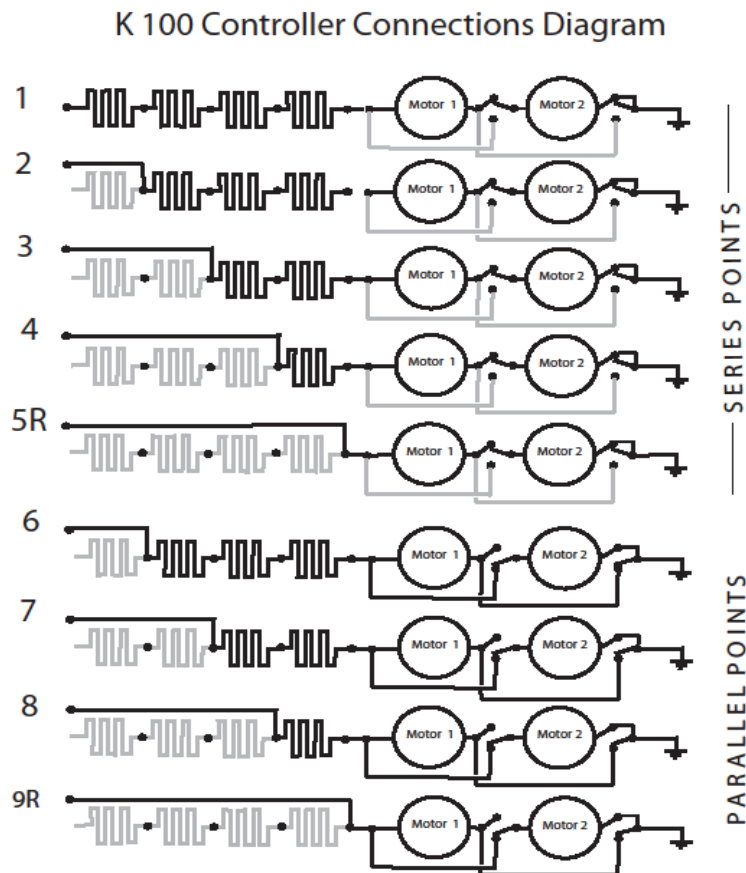 K 100 Controller Connections Diagram
1
Motor 1
Motor 2
2
Motor 1
Motor 2
3
Motor 1
Motor 2
4
Motor 1
Motor 2
5R
Motor 1
Motor 2
SERIES POINTS
6
Motor 1
Motor 2
7
Motor 1
Motor 2
8
Motor 1
Motor 2
9R
Motor 1
Motor 2
PARALLEL POINTS